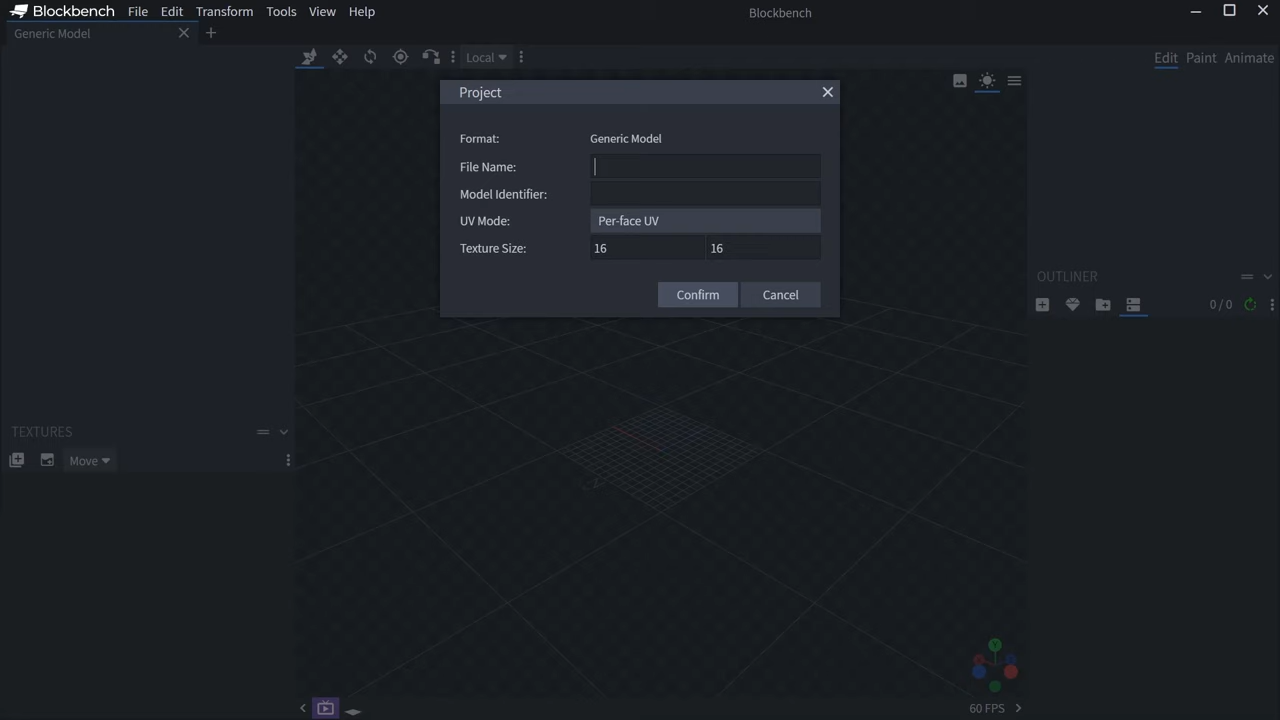 Blockbench File Edit Transform Tools View Help Blockbench
Generic Model
Local Edit Paint Animate
Project
Format: Generic Model
File Name:
Model Identifier:
UV Mode: Per-face UV
Texture Size: 16 16
Confirm Cancel
OUTLINER
0 / 0
TEXTURES
Move
Y
60 FPS